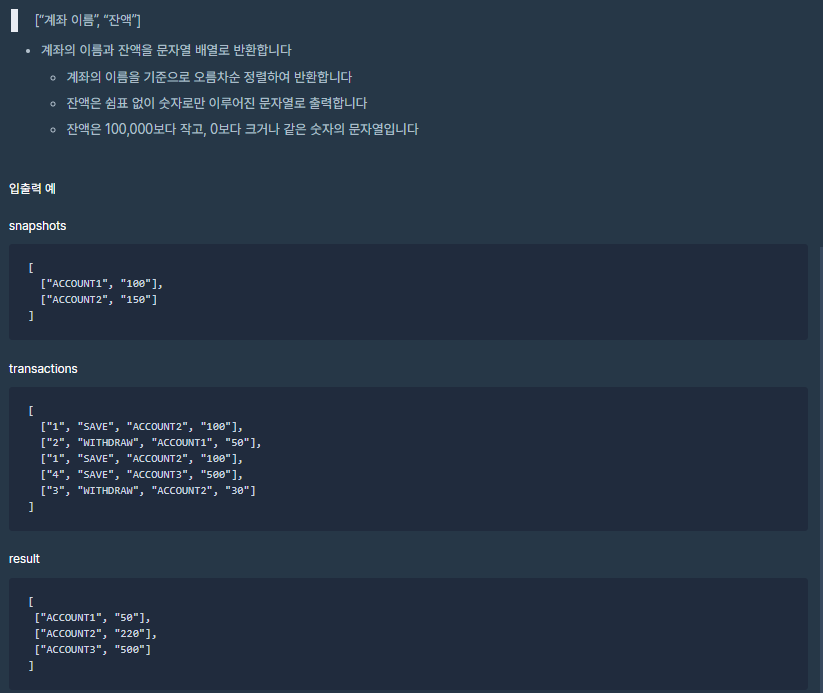 [“계좌 이름”, “잔액”]
계좌의 이름과 잔액을 문자열 배열로 반환합니다
계좌의 이름을 기준으로 오름차순 정렬하여 반환합니다
잔액은 쉼표 없이 숫자로만 이루어진 문자열로 출력합니다
잔액은 100,000보다 작고, 0보다 크거나 같은 숫자의 문자열입니다
입출력 예
snapshots
[
["ACCOUNT1", "100"],
["ACCOUNT2", "150"]
]
transactions
[
["1", "SAVE", "ACCOUNT2", "100"],
["2", "WITHDRAW", "ACCOUNT1", "50"],
["1", "SAVE", "ACCOUNT2", "100"],
["4", "SAVE", "ACCOUNT3", "500"],
["3", "WITHDRAW", "ACCOUNT2", "30"]
]
result
[
["ACCOUNT1", "50"],
["ACCOUNT2", "220"],
["ACCOUNT3", "500"]
]